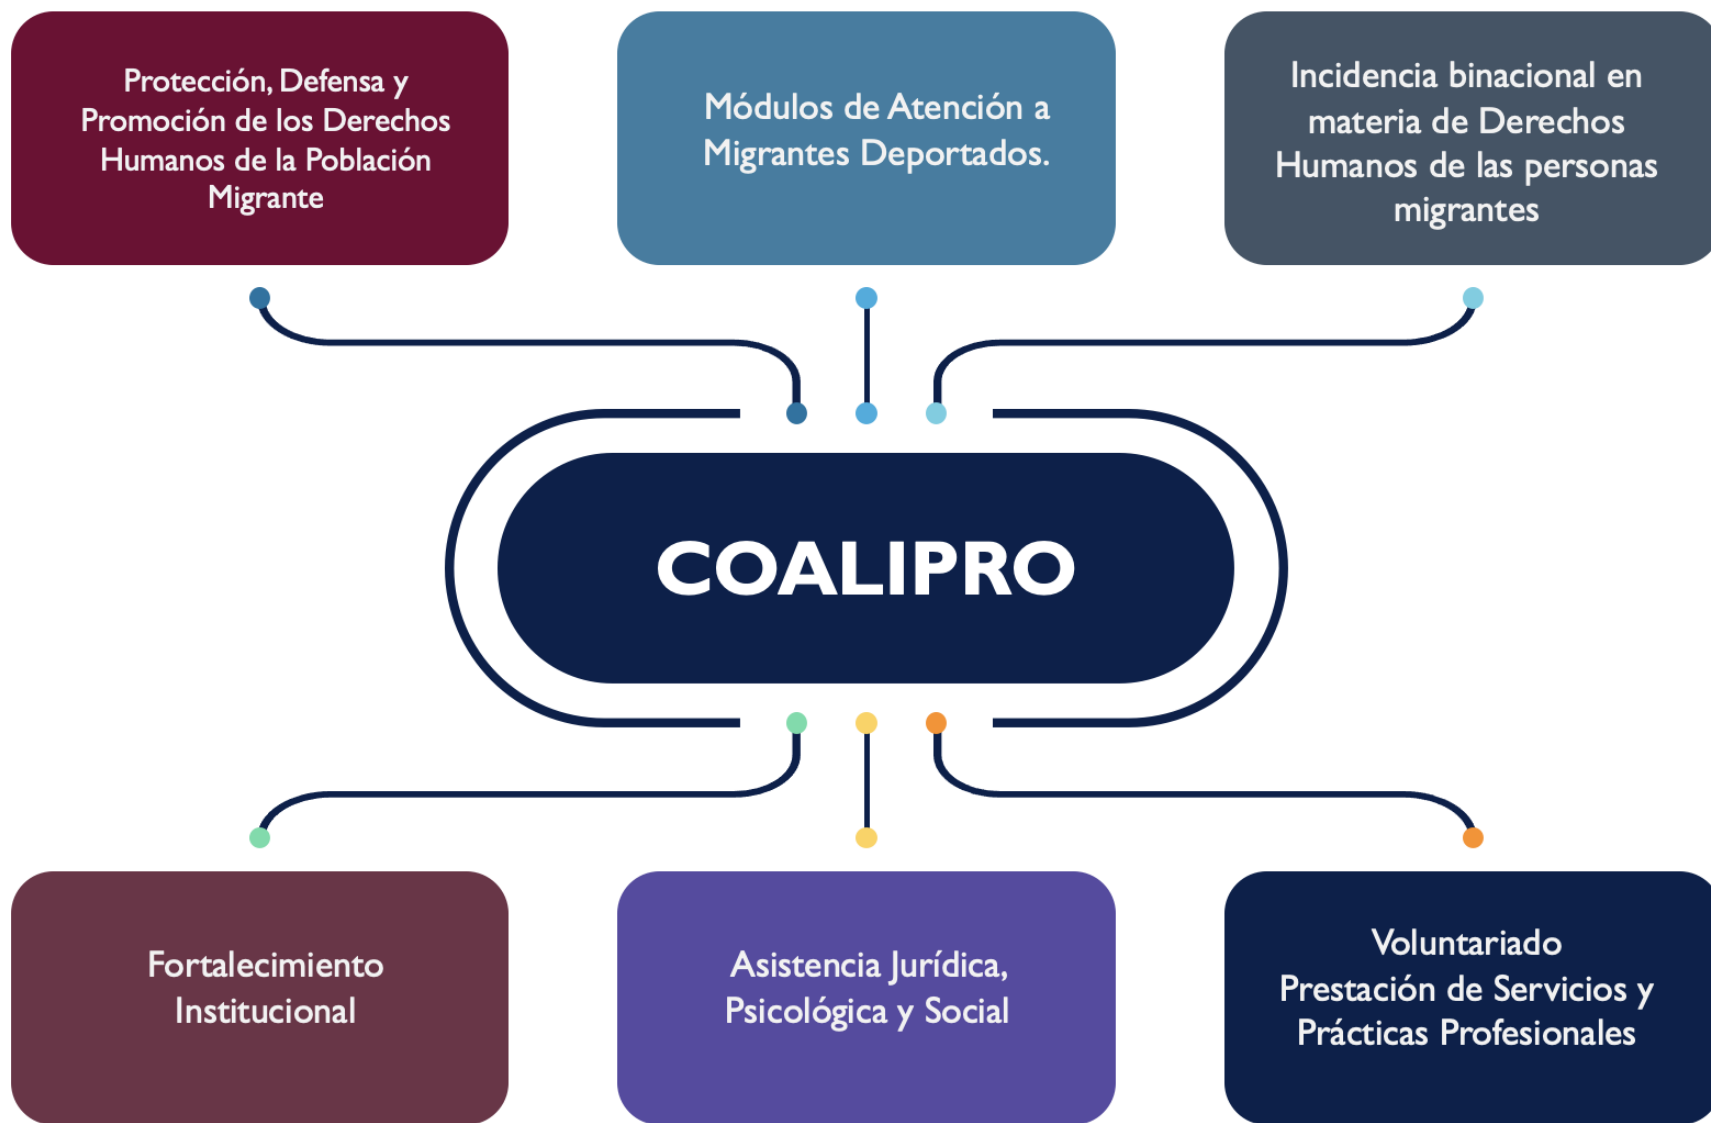 Protección, Defensa y
Promoción de los Derechos
Humanos de la Población
Migrante
Módulos de Atención a
Migrantes Deportados.
Incidencia binacional en
materia de Derechos
Humanos de las personas
migrantes
COALIPRO
Fortalecimiento
Institucional
Asistencia Jurídica,
Psicológica y Social
Voluntariado
Prestación de Servicios y
Prácticas Profesionales